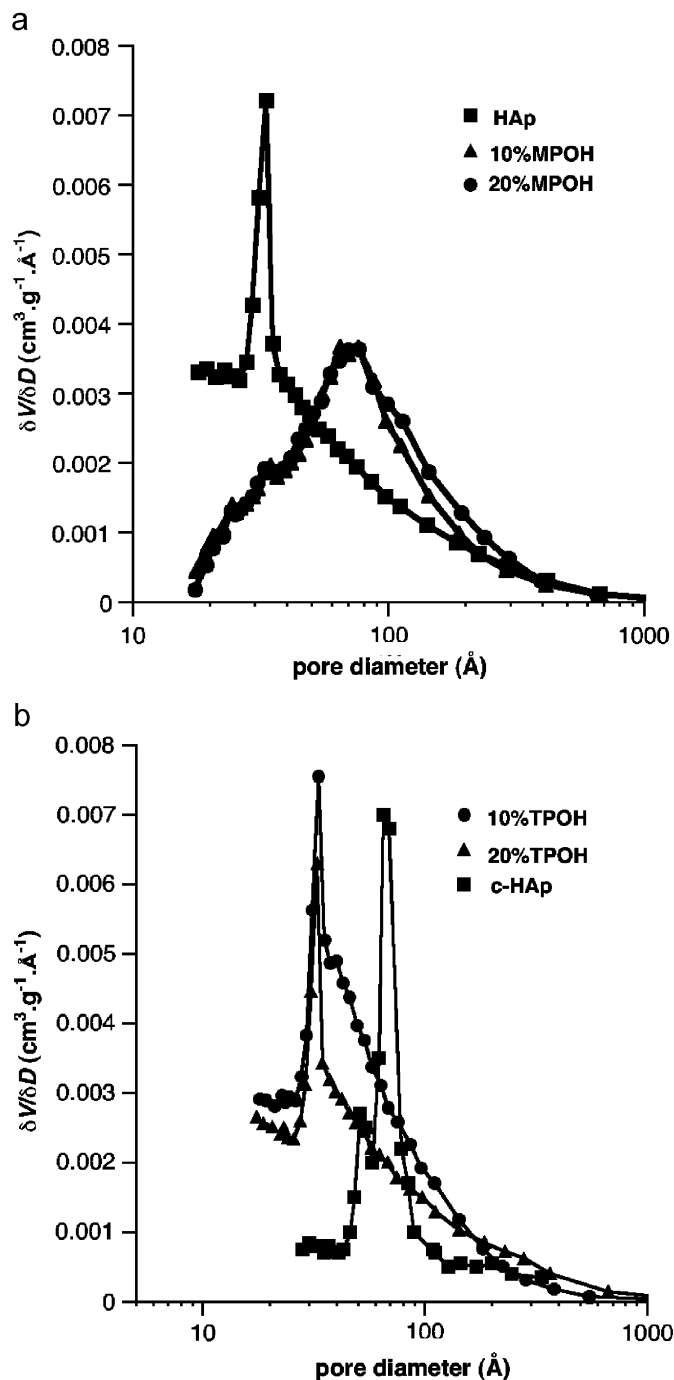 a
0.008
0.007
0.006
0.005
0.004
0.003
0.002
0.001
0
δV/δD (cm³.g⁻¹.Å⁻¹)
HAp
10%MPOH
20%MPOH
10
100
1000
pore diameter (Å)
b
0.008
0.007
0.006
0.005
0.004
0.003
0.002
0.001
0
δV/δD (cm³.g⁻¹.Å⁻¹)
10%TPOH
20%TPOH
c-HAp
10
100
1000
pore diameter (Å)